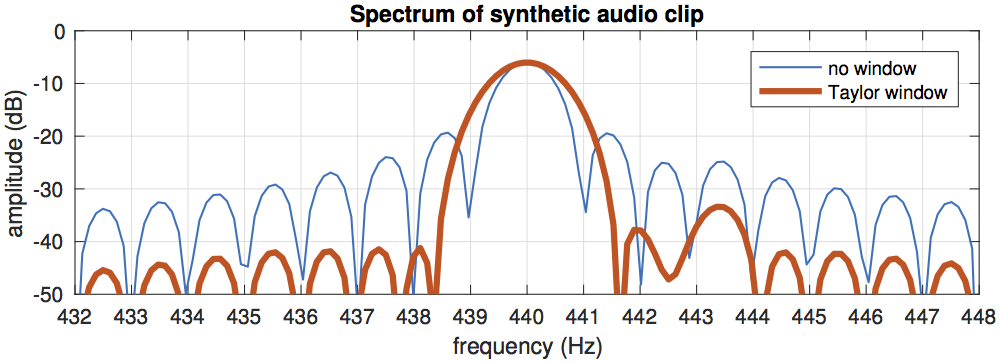 Spectrum of synthetic audio clip
0
-10
-20
-30
-40
-50
amplitude (dB)
no window
Taylor window
432 433 434 435 436 437 438 439 440 441 442 443 444 445 446 447 448
frequency (Hz)